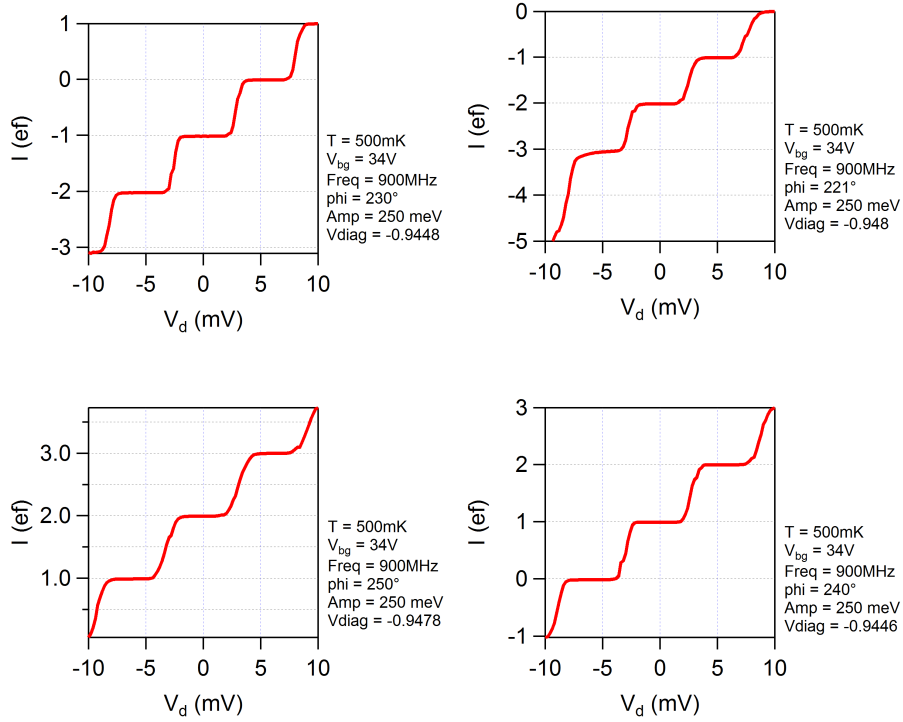 1
0
-1
-2
-3
I (ef)
-10 -5 0 5 10
V_d (mV)
T = 500mK
V_bg = 34V
Freq = 900MHz
phi = 230°
Amp = 250 meV
Vdiag = -0.9448
0
-1
-2
-3
-4
-5
I (ef)
-10 -5 0 5 10
V_d (mV)
T = 500mK
V_bg = 34V
Freq = 900MHz
phi = 221°
Amp = 250 meV
Vdiag = -0.948
3.0
2.0
1.0
I (ef)
-10 -5 0 5 10
V_d (mV)
T = 500mK
V_bg = 34V
Freq = 900MHz
phi = 250°
Amp = 250 meV
Vdiag = -0.9478
3
2
1
0
-1
I (ef)
-10 -5 0 5 10
V_d (mV)
T = 500mK
V_bg = 34V
Freq = 900MHz
phi = 240°
Amp = 250 meV
Vdiag = -0.9446